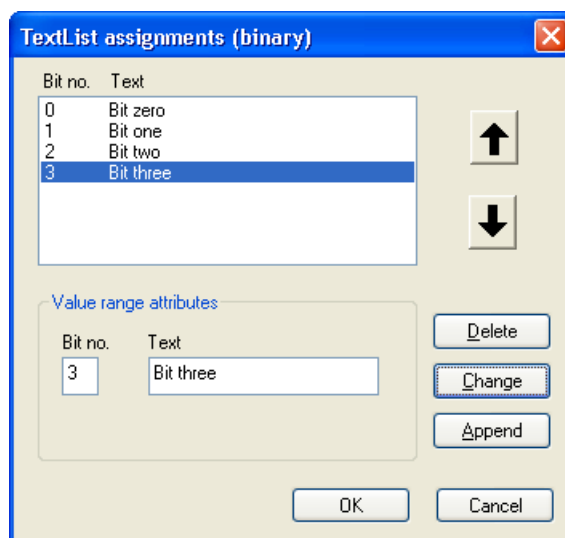 TextList assignments (binary)
Bit no. Text
0 Bit zero
1 Bit one
2 Bit two
3 Bit three
Value range attributes
Bit no. Text
3 Bit three
Delete
Change
Append
OK Cancel